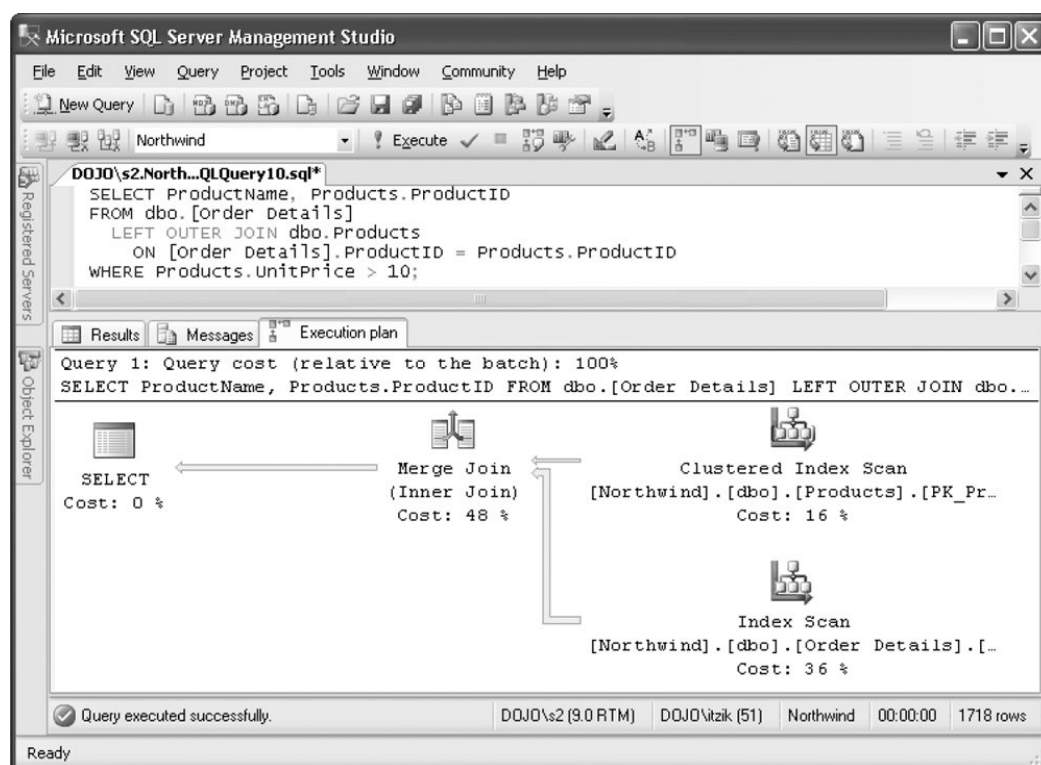 Microsoft SQL Server Management Studio
File Edit View Query Project Tools Window Community Help
New Query
Northwind Execute
DOJO\s2.North...QLQuery10.sql*
SELECT ProductName, Products.ProductID
FROM dbo.[Order Details]
LEFT OUTER JOIN dbo.Products
ON [Order Details].ProductID = Products.ProductID
WHERE Products.UnitPrice > 10;
Registered Servers
Object Explorer
Results Messages Execution plan
Query 1: Query cost (relative to the batch): 100%
SELECT ProductName, Products.ProductID FROM dbo.[Order Details] LEFT OUTER JOIN dbo.…
SELECT
Cost: 0 %
Merge Join
(Inner Join)
Cost: 48 %
Clustered Index Scan
[Northwind].[dbo].[Products].[PK_Pr…
Cost: 16 %
Index Scan
[Northwind].[dbo].[Order Details].[…
Cost: 36 %
Query executed successfully. DOJO\s2 (9.0 RTM) DOJO\itzik (51) Northwind 00:00:00 1718 rows
Ready